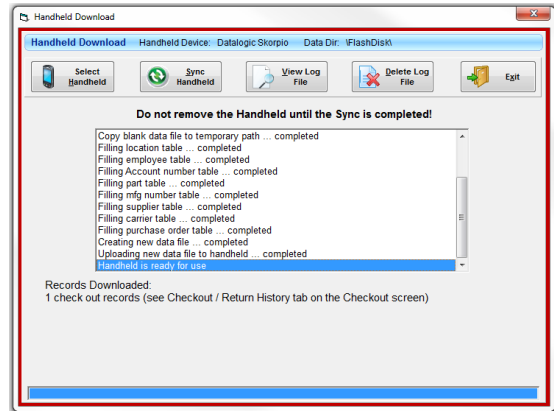 Handheld Download
Handheld Download Handheld Device: Datalogic Skorpio Data Dir: \FlashDisk\
Select Handheld
Sync Handheld
View Log File
Delete Log File
Exit
Do not remove the Handheld until the Sync is completed!
Copy blank data file to temporary path ... completed
Filling location table ... completed
Filling employee table ... completed
Filling Account number table ... completed
Filling part table ... completed
Filling mfg number table ... completed
Filling supplier table ... completed
Filling carrier table ... completed
Filling purchase order table ... completed
Creating new data file ... completed
Uploading new data file to handheld ... completed
Handheld is ready for use
Records Downloaded:
1 check out records (see Checkout / Return History tab on the Checkout screen)